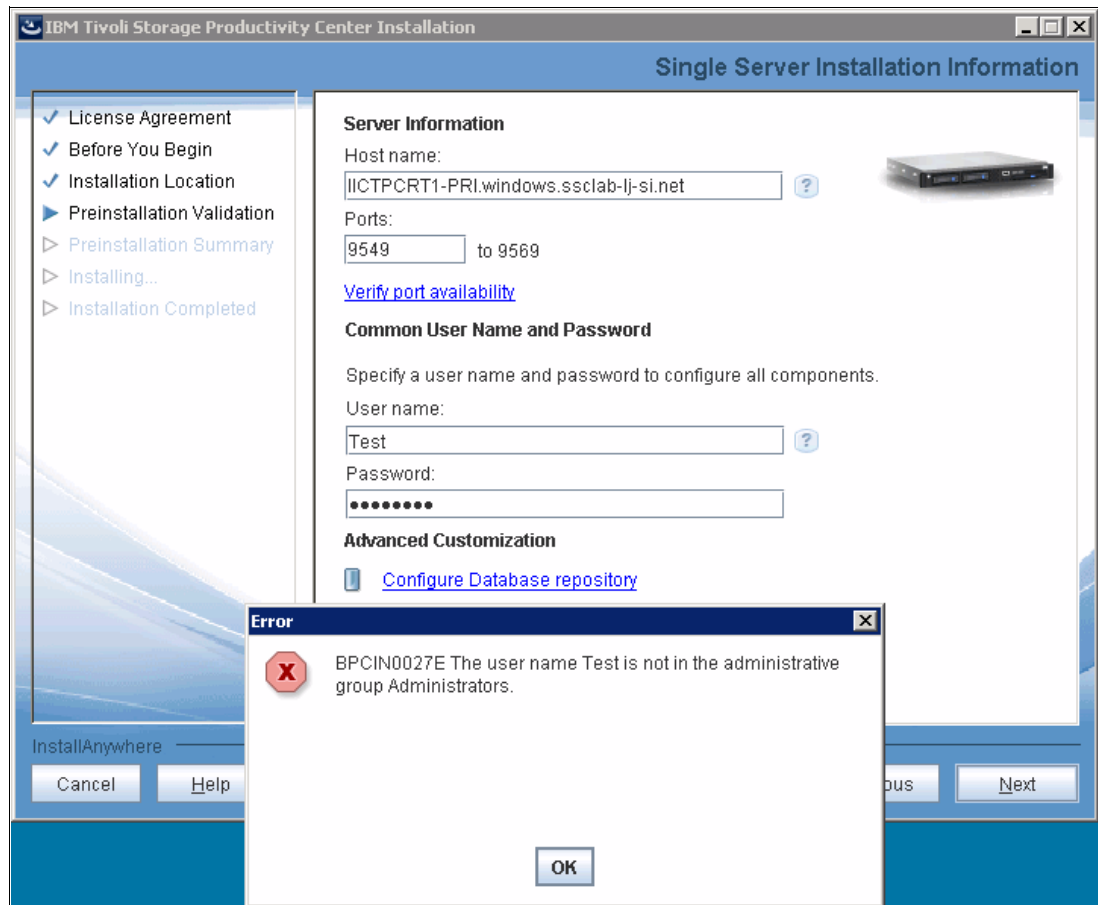 IBM Tivoli Storage Productivity Center Installation
Single Server Installation Information
License Agreement
Before You Begin
Installation Location
Preinstallation Validation
Preinstallation Summary
Installing...
Installation Completed
Server Information
Host name:
IICTPCRT1-PRI.windows.ssclab-lj-si.net
?
Ports:
9549 to 9569
Verify port availability
Common User Name and Password
Specify a user name and password to configure all components.
User name:
Test
?
Password:
••••••••
Advanced Customization
Configure Database repository
Error
BPCIN0027E The user name Test is not in the administrative
group Administrators.
OK
InstallAnywhere
Cancel Help ous Next